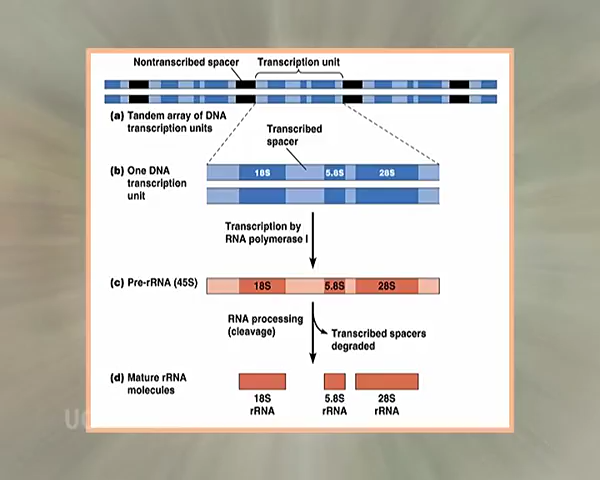 Nontranscribed spacer
Transcription unit
(a) Tandem array of DNA
transcription units
Transcribed
spacer
(b) One DNA
transcription
unit
18S 5.8S 28S
Transcription by
RNA polymerase I
(c) Pre-rRNA (45S)
18S 5.8S 28S
RNA processing
(cleavage)
Transcribed spacers
degraded
(d) Mature rRNA
molecules
18S
rRNA
5.8S
rRNA
28S
rRNA